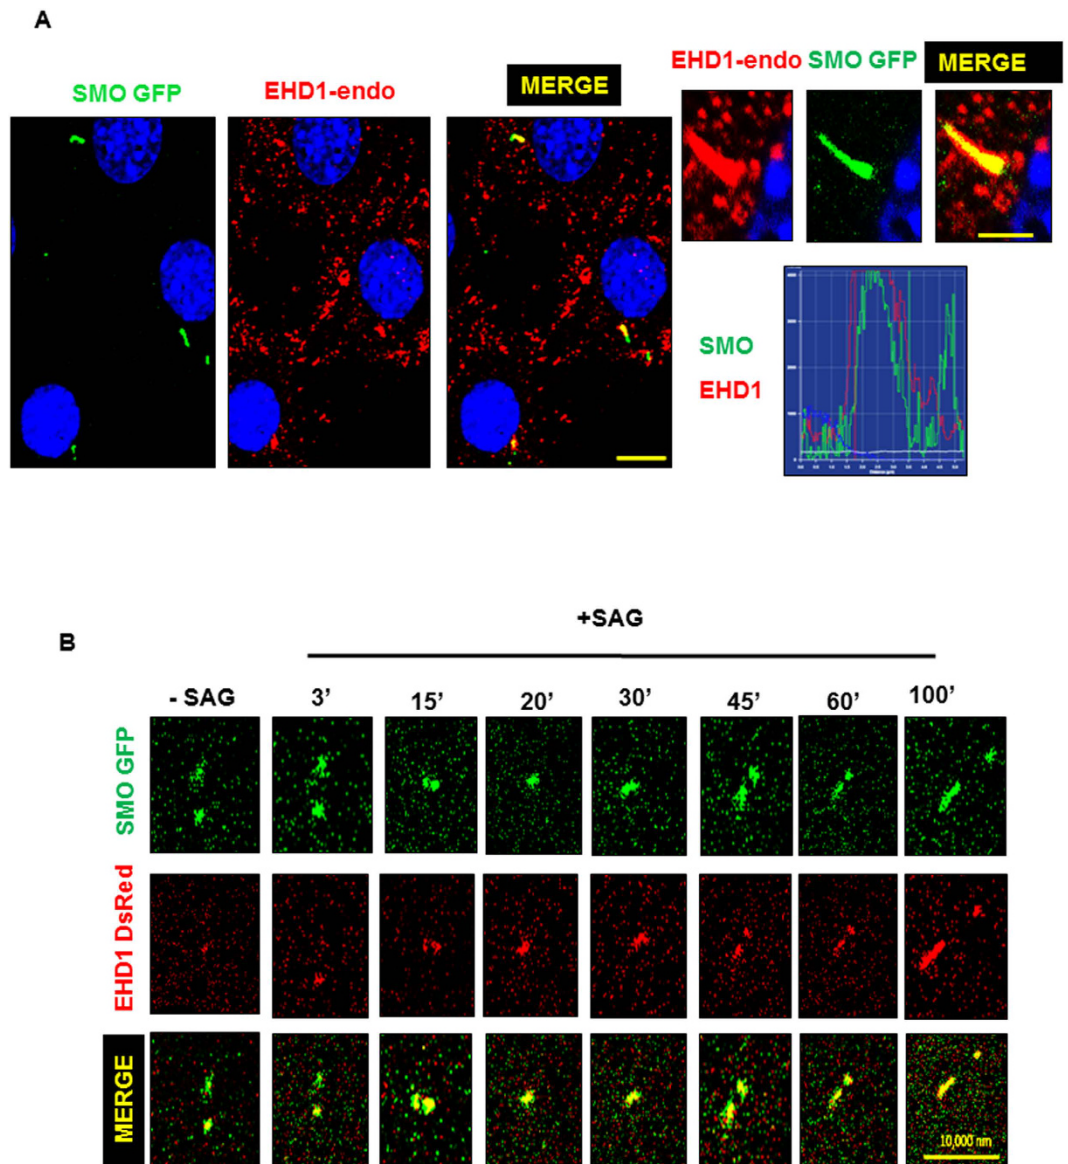 A
SMO GFP
EHD1-endo
MERGE
EHD1-endo SMO GFP MERGE
SMO
EHD1
B
+SAG
- SAG 3’ 15’ 20’ 30’ 45’ 60’ 100’
SMO GFP
EHD1 DsRed
MERGE
10,000 nm